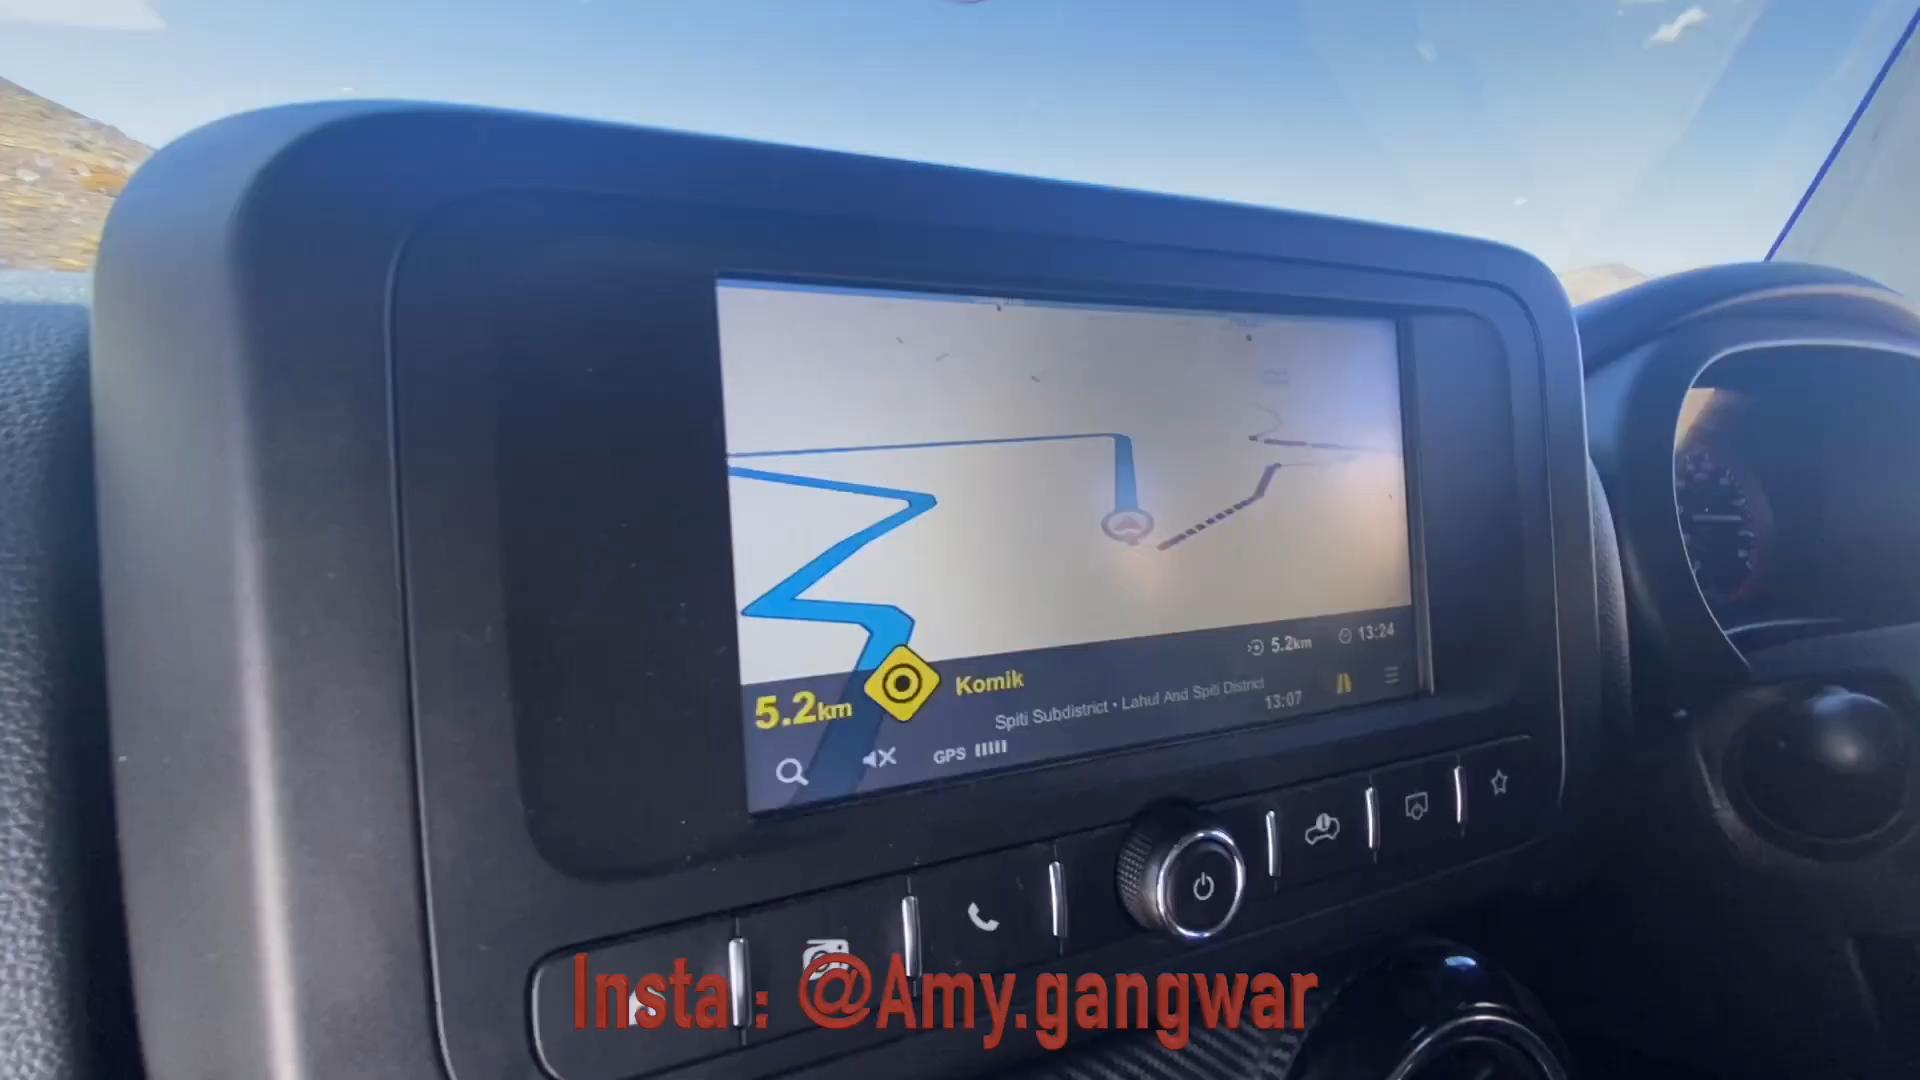 5.2km
13:24
5.2km
Komik
Spiti Subdistrict • Lahul And Spiti District
13:07
GPS
Insta : @Amy.gangwar